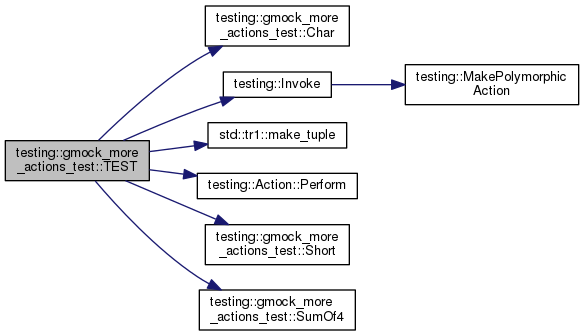 testing::gmock_more
_actions_test::Char
testing::Invoke
testing::MakePolymorphic
Action
std::tr1::make_tuple
testing::gmock_more
_actions_test::TEST
testing::Action::Perform
testing::gmock_more
_actions_test::Short
testing::gmock_more
_actions_test::SumOf4